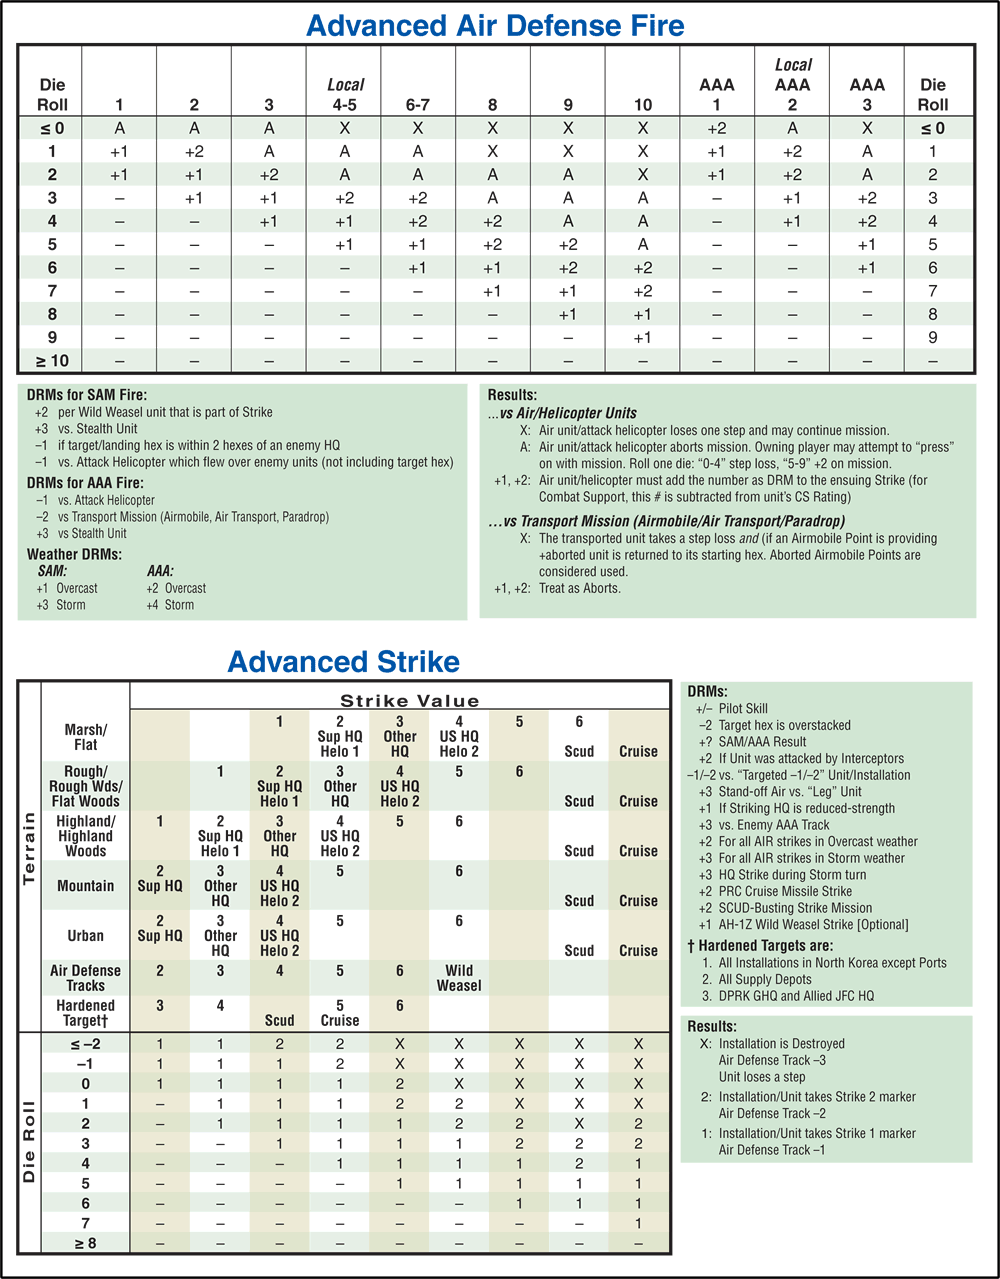 Advanced Air Defense Fire
Die Roll 1 2 3 Local 4-5 6-7 8 9 10 AAA 1 Local AAA 2 AAA 3 Die Roll
≤ 0 A A A X X X X X +2 A X ≤ 0
1 +1 +2 A A A X X X +1 +2 A 1
2 +1 +1 +2 A A A A X +1 +2 A 2
3 – +1 +1 +2 +2 A A A – +1 +2 3
4 – – +1 +1 +2 +2 A A – +1 +2 4
5 – – – +1 +1 +2 +2 A – – +1 5
6 – – – – +1 +1 +2 +2 – – +1 6
7 – – – – – +1 +1 +2 – – – 7
8 – – – – – – +1 +1 – – – 8
9 – – – – – – – +1 – – – 9
≥ 10 – – – – – – – – – – – –
DRMs for SAM Fire:
+2 per Wild Weasel unit that is part of Strike
+3 vs. Stealth Unit
–1 if target/landing hex is within 2 hexes of an enemy HQ
–1 vs. Attack Helicopter which flew over enemy units (not including target hex)
DRMs for AAA Fire:
–1 vs. Attack Helicopter
–2 vs Transport Mission (Airmobile, Air Transport, Paradrop)
+3 vs Stealth Unit
Weather DRMs:
SAM: AAA:
+1 Overcast +2 Overcast
+3 Storm +4 Storm
Results:
...vs Air/Helicopter Units
X: Air unit/attack helicopter loses one step and may continue mission.
A: Air unit/attack helicopter aborts mission. Owning player may attempt to “press”
on with mission. Roll one die: “0-4” step loss, “5-9” +2 on mission.
+1, +2: Air unit/helicopter must add the number as DRM to the ensuing Strike (for
Combat Support, this # is subtracted from unit’s CS Rating)
...vs Transport Mission (Airmobile/Air Transport/Paradrop)
X: The transported unit takes a step loss and (if an Airmobile Point is providing
+aborted unit is returned to its starting hex. Aborted Airmobile Points are
considered used.
+1, +2: Treat as Aborts.
Advanced Strike
Strike Value
Terrain
Marsh/ 1 2 3 4 5 6
Flat Sup HQ Other US HQ Scud Cruise
Helo 1 HQ Helo 2
Rough/ 1 2 3 4 5 6
Rough Wds/ Sup HQ Other US HQ
Flat Woods Helo 1 HQ Helo 2 Scud Cruise
Highland/ 1 2 3 4 5 6
Highland Sup HQ Other US HQ
Woods Helo 1 HQ Helo 2 Scud Cruise
Mountain 2 3 4 5 6
Sup HQ Other US HQ
HQ Helo 2 Scud Cruise
Urban 2 3 4 5 6
Sup HQ Other US HQ
HQ Helo 2 Scud Cruise
Air Defense 2 3 4 5 6 Wild
Tracks Weasel
Hardened 3 4 5 6
Target† Scud Cruise
Die Roll
≤ –2 1 1 2 2 X X X X X
–1 1 1 1 2 X X X X X
0 1 1 1 1 2 X X X X
1 – 1 1 1 2 2 X X X
2 – 1 1 1 1 2 2 X 2
3 – – 1 1 1 1 2 2 2
4 – – – 1 1 1 1 2 1
5 – – – – 1 1 1 1 1
6 – – – – – – 1 1 1
7 – – – – – – – – 1
≥ 8 – – – – – – – – –
DRMs:
+/– Pilot Skill
–2 Target hex is overstacked
+? SAM/AAA Result
+2 If Unit was attacked by Interceptors
–1/–2 vs. “Targeted –1/–2” Unit/Installation
+3 Stand-off Air vs. “Leg” Unit
+1 If Striking HQ is reduced-strength
+3 vs. Enemy AAA Track
+2 For all AIR strikes in Overcast weather
+3 For all AIR strikes in Storm weather
+3 HQ Strike during Storm turn
+2 PRC Cruise Missile Strike
+2 SCUD-Busting Strike Mission
+1 AH-1Z Wild Weasel Strike [Optional]
† Hardened Targets are:
1. All Installations in North Korea except Ports
2. All Supply Depots
3. DPRK GHQ and Allied JFC HQ
Results:
X: Installation is Destroyed
Air Defense Track –3
Unit loses a step
2: Installation/Unit takes Strike 2 marker
Air Defense Track –2
1: Installation/Unit takes Strike 1 marker
Air Defense Track –1